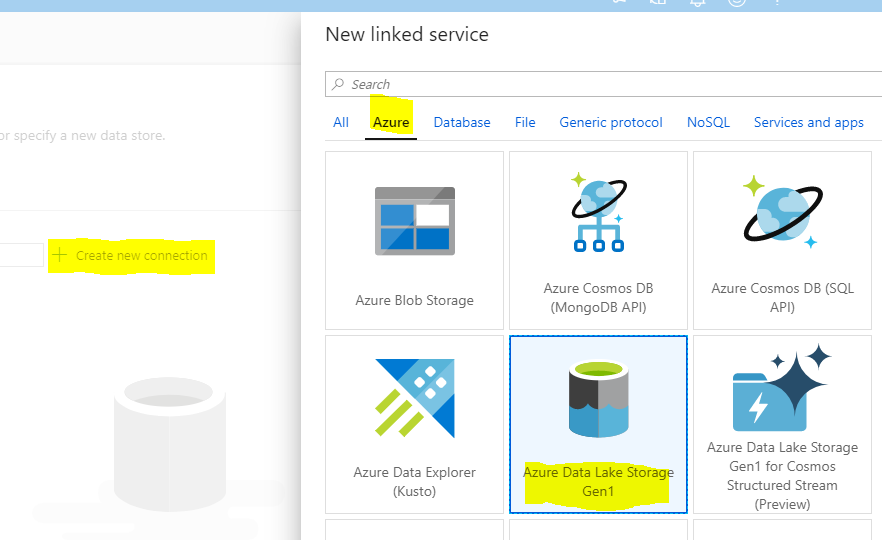 New linked service
Search
All Azure Database File Generic protocol NoSQL Services and apps
or specify a new data store.
Create new connection
Azure Blob Storage
Azure Cosmos DB
(MongoDB API)
Azure Cosmos DB (SQL
API)
Azure Data Explorer
(Kusto)
Azure Data Lake Storage
Gen1
Azure Data Lake Storage
Gen1 for Cosmos
Structured Stream
(Preview)